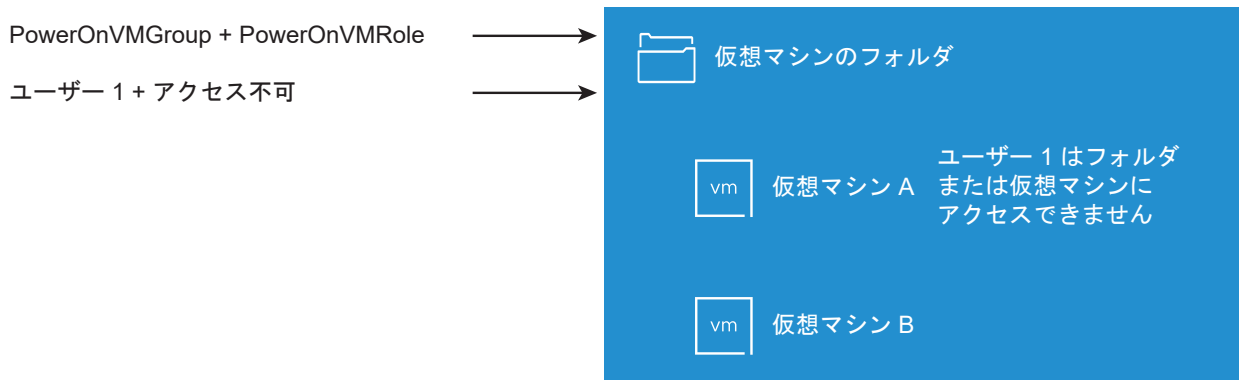 PowerOnVMGroup + PowerOnVMRole
ユーザー 1 + アクセス不可
仮想マシンのフォルダ
vm
仮想マシン A
ユーザー 1 はフォルダ
または仮想マシンに
アクセスできません
vm
仮想マシン B